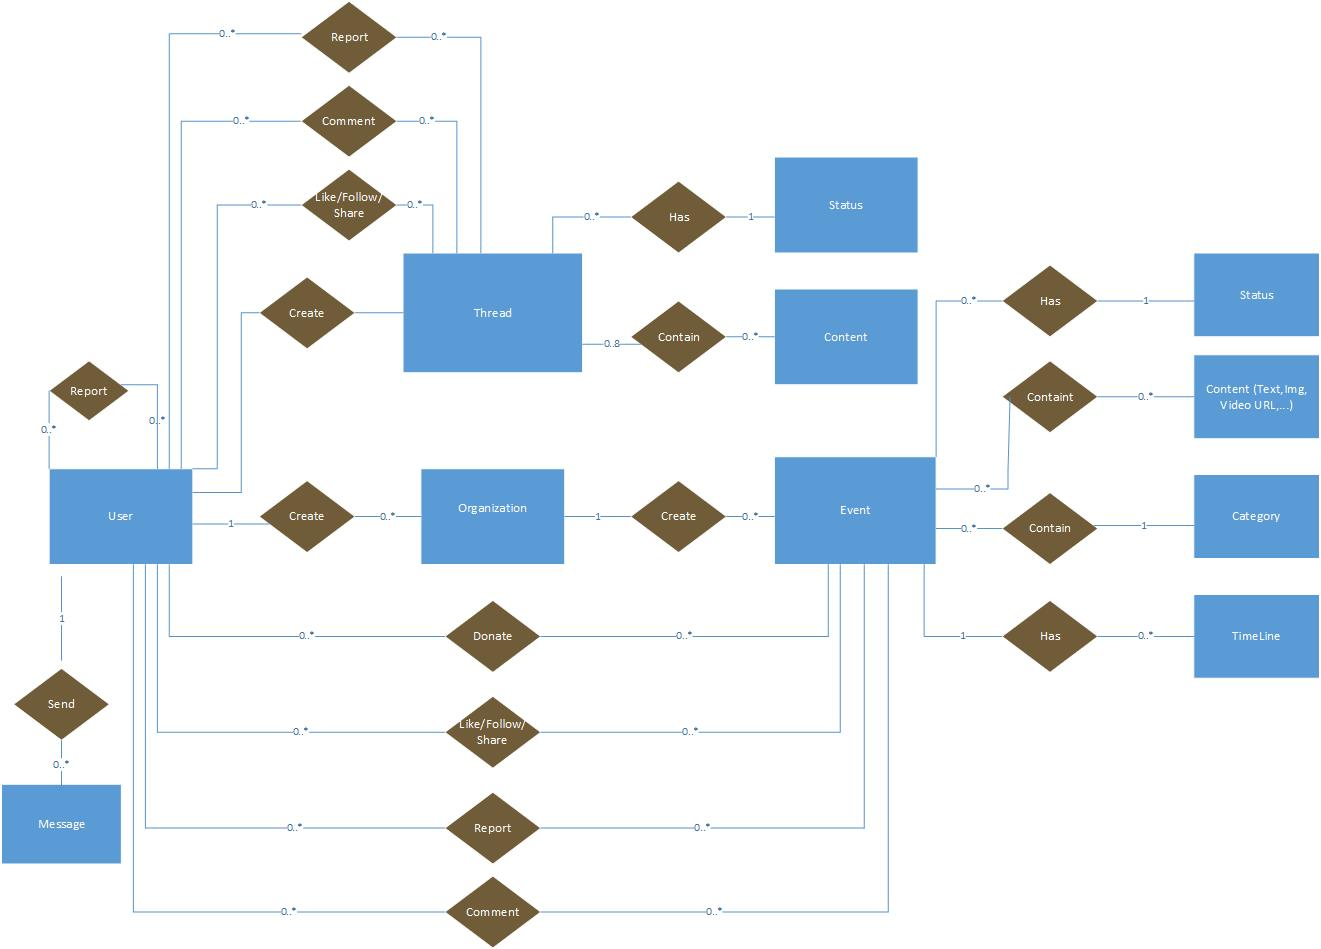 Report
0..*
0..*
Comment
0..*
0..*
Like/Follow/
Share
0..*
0..*
Has
0..*
1
Status
Create
Thread
Contain
0..8
0..*
Content
Has
0..*
1
Status
Report
0..*
0..*
Containt
0..*
0..*
Content (Text,Img,
Video URL,...)
User
1
Create
0..*
Organization
1
Create
0..*
Event
0..*
Contain
1
Category
1
Send
0..*
Message
0..*
Donate
0..*
1
Has
0..*
TimeLine
0..*
Like/Follow/
Share
0..*
0..*
Report
0..*
0..*
Comment
0..*